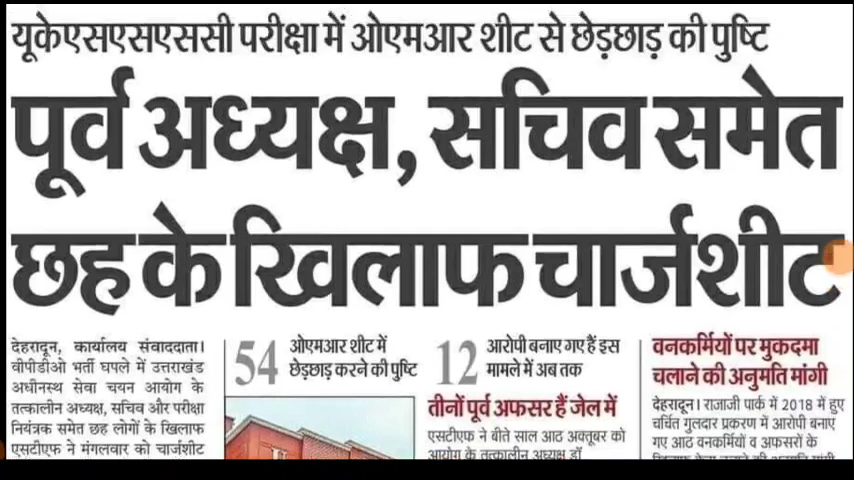 यूकेएसएसएससी परीक्षा में ओएमआर शीट से छेड़छाड़ की पुष्टि
पूर्व अध्यक्ष, सचिव समेत
छह के खिलाफ चार्जशीट
देहरादून, कार्यालय संवाददाता।
वीपीडीओ भर्ती घपले में उत्तराखंड
अधीनस्थ सेवा चयन आयोग के
तत्कालीन अध्यक्ष, सचिव और परीक्षा
नियंत्रक समेत छह लोगों के खिलाफ
एसटीएफ ने मंगलवार को चार्जशीट
54
ओएमआर शीट में
छेड़छाड़ करने की पुष्टि
12
आरोपी बनाए गए हैं इस
मामले में अब तक
तीनों पूर्व अफसर हैं जेल में
एसटीएफ ने बीते साल आठ अक्तूबर को
आयोग के तत्कालीन अध्यक्ष डॉ
वनकर्मियों पर मुकदमा
चलाने की अनुमति मांगी
देहरादून। राजाजी पार्क में 2018 में हुए
चर्चित गुलदार प्रकरण में आरोपी बनाए
गए आठ वनकर्मियों व अफसरों के